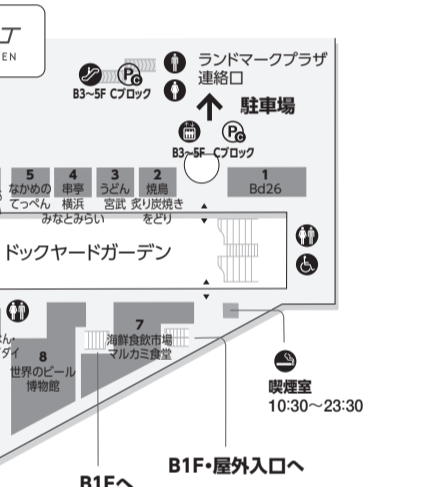 EN
ランドマークプラザ
連絡口
B3～5F Cブロック
駐車場
B3～5F Cブロック
5
なかめの
てっぺん
4
串亭
横浜
みなとみらい
3
うどん
宮武
2
焼鳥
炙り炭焼き
をどり
1
Bd26
ドックヤードガーデン
7
海鮮食飲市場
マルカミ食堂
8
世界のビール
博物館
喫煙室
10:30～23:30
B1F・屋外入口へ
B1Fへ